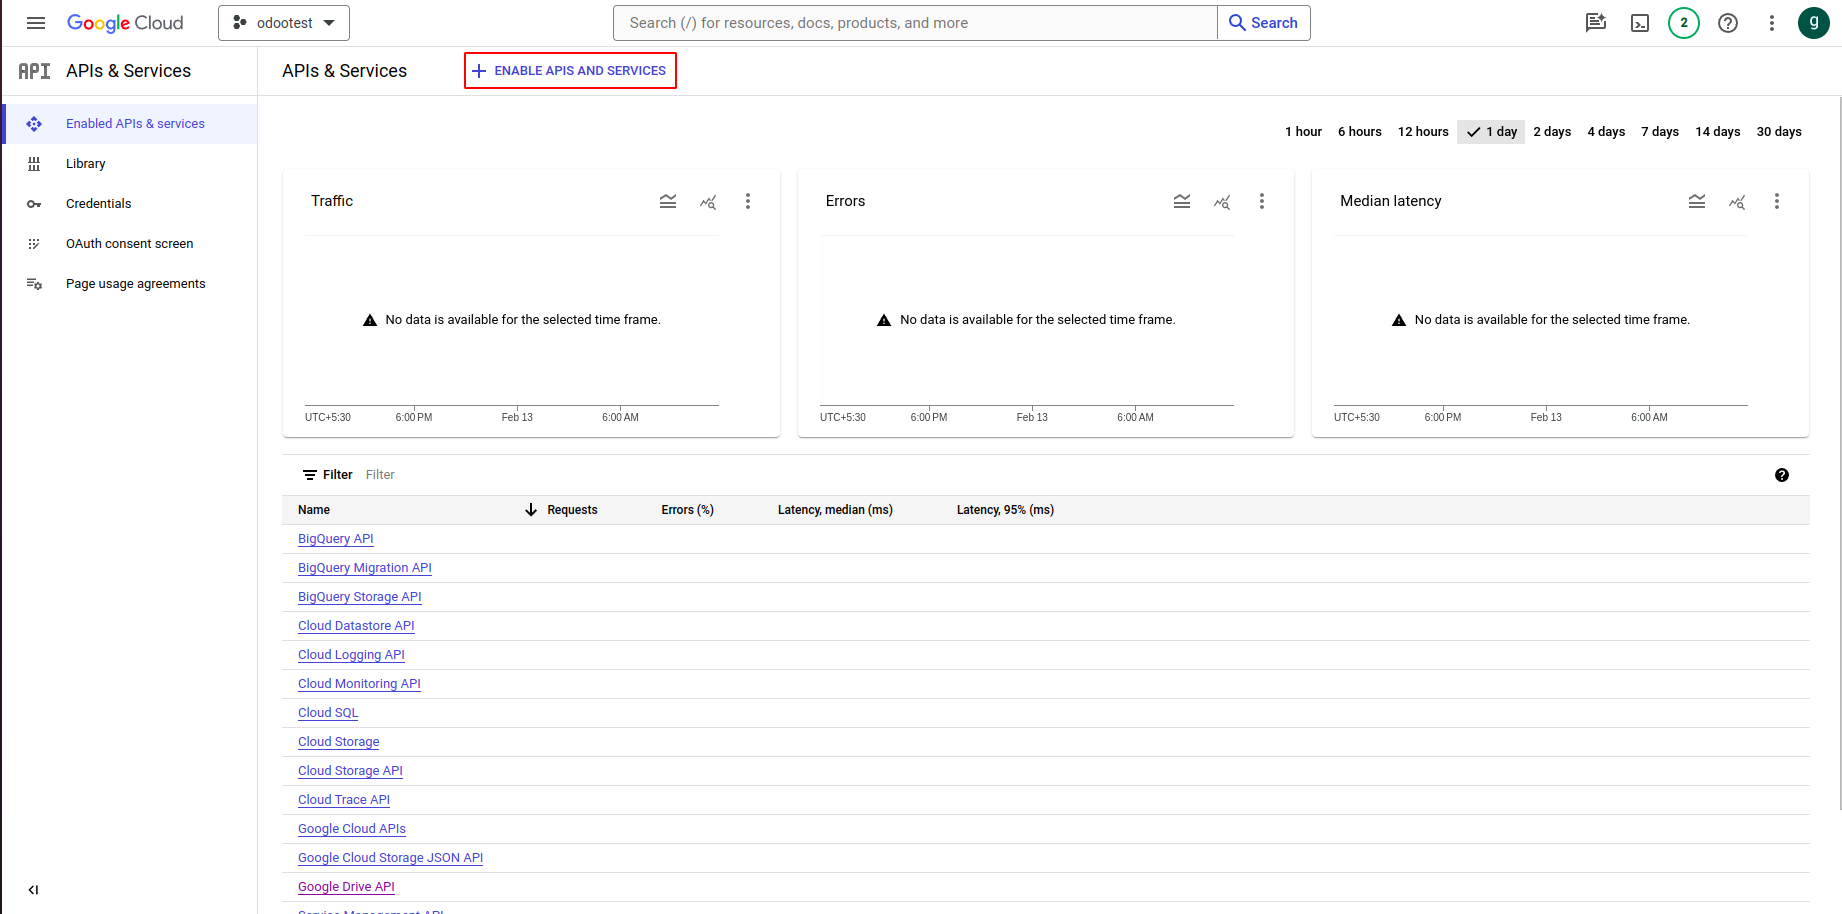 Google Cloud
odootest
Search (/) for resources, docs, products, and more
Search
2
g
API
APIs & Services
APIs & Services
ENABLE APIS AND SERVICES
Enabled APIs & services
Library
Credentials
OAuth consent screen
Page usage agreements
1 hour 6 hours 12 hours 1 day 2 days 4 days 7 days 14 days 30 days
Traffic
No data is available for the selected time frame.
UTC+5:30 6:00 PM Feb 13 6:00 AM
Errors
No data is available for the selected time frame.
UTC+5:30 6:00 PM Feb 13 6:00 AM
Median latency
No data is available for the selected time frame.
UTC+5:30 6:00 PM Feb 13 6:00 AM
Filter Filter
Name Requests Errors (%) Latency, median (ms) Latency, 95% (ms)
BigQuery API
BigQuery Migration API
BigQuery Storage API
Cloud Datastore API
Cloud Logging API
Cloud Monitoring API
Cloud SQL
Cloud Storage
Cloud Storage API
Cloud Trace API
Google Cloud APIs
Google Cloud Storage JSON API
Google Drive API
Service Management API